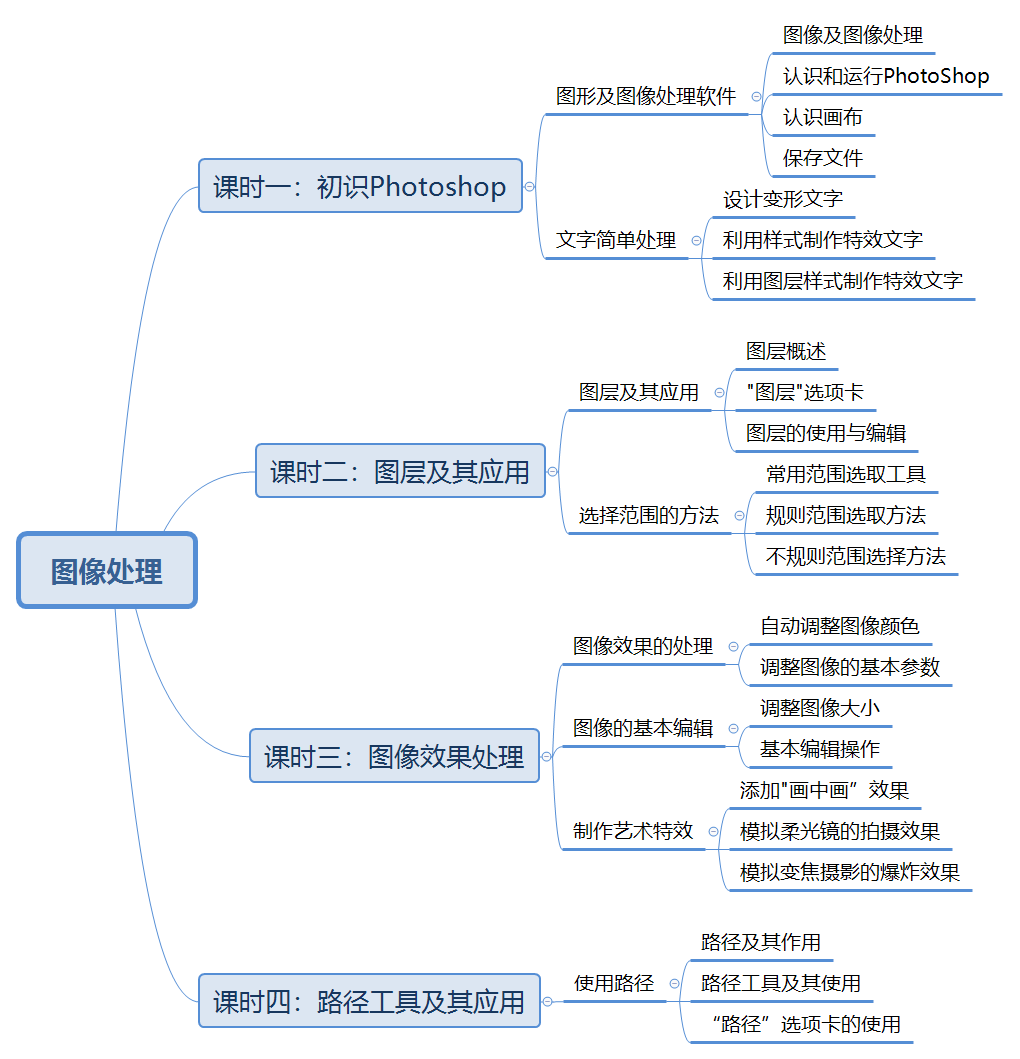 图像处理
课时一：初识Photoshop
图形及图像处理软件
图像及图像处理
认识和运行PhotoShop
认识画布
保存文件
文字简单处理
设计变形文字
利用样式制作特效文字
利用图层样式制作特效文字
课时二：图层及其应用
图层及其应用
图层概述
"图层"选项卡
图层的使用与编辑
选择范围的方法
常用范围选取工具
规则范围选取方法
不规则范围选择方法
课时三：图像效果处理
图像效果的处理
自动调整图像颜色
调整图像的基本参数
图像的基本编辑
调整图像大小
基本编辑操作
制作艺术特效
添加"画中画”效果
模拟柔光镜的拍摄效果
模拟变焦摄影的爆炸效果
课时四：路径工具及其应用
使用路径
路径及其作用
路径工具及其使用
“路径”选项卡的使用